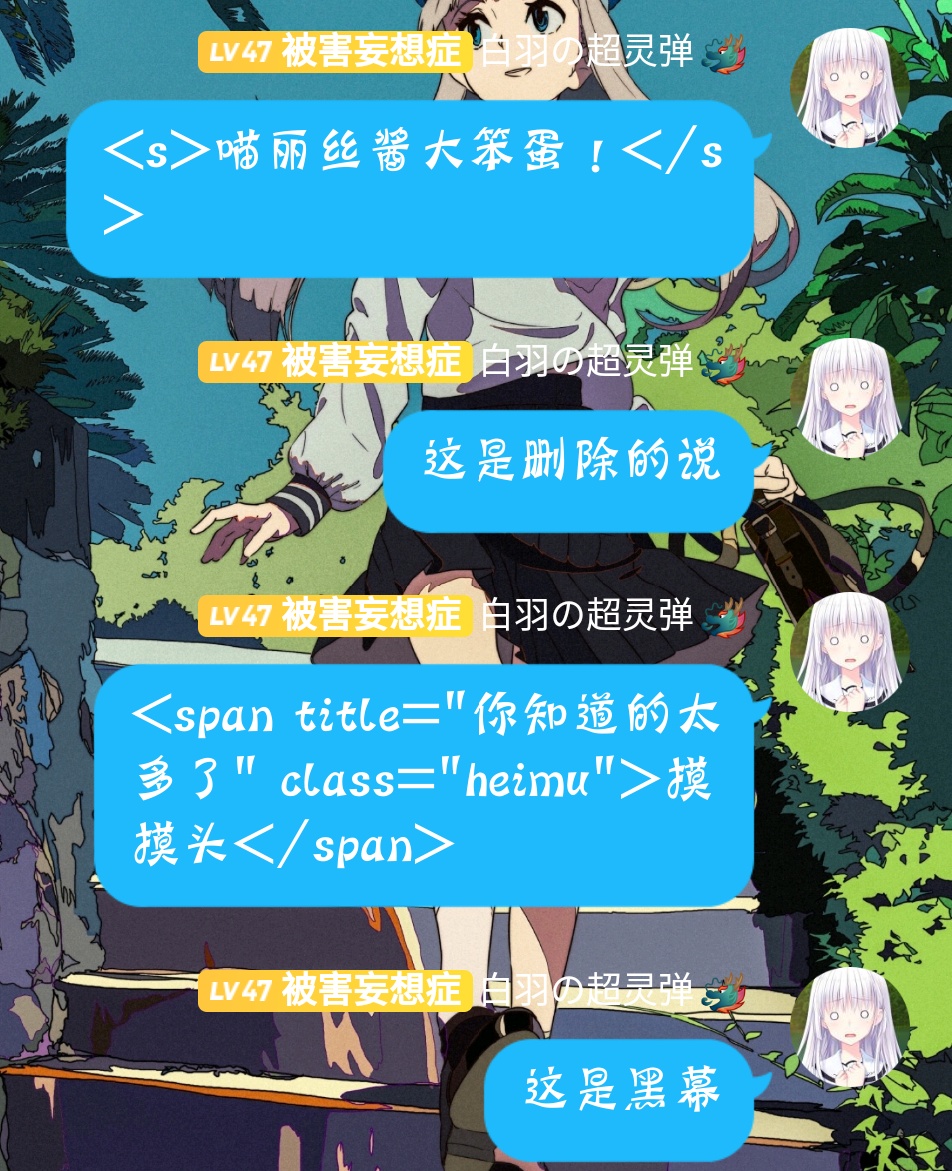 LV47 被害妄想症 白羽の超灵弹
<s>喵丽丝酱大笨蛋！</s
>
LV47 被害妄想症 白羽の超灵弹
这是删除的说
LV47 被害妄想症 白羽の超灵弹
<span title="你知道的太
多了" class="heimu">摸
摸头</span>
LV47 被害妄想症 白羽の超灵弹
这是黑幕